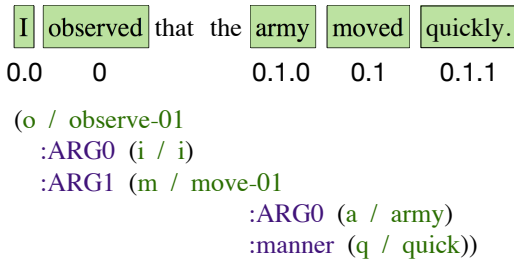 I observed that the army moved quickly.
0.0 0 0.1.0 0.1 0.1.1
(o / observe-01
:ARG0 (i / i)
:ARG1 (m / move-01
:ARG0 (a / army)
:manner (q / quick))